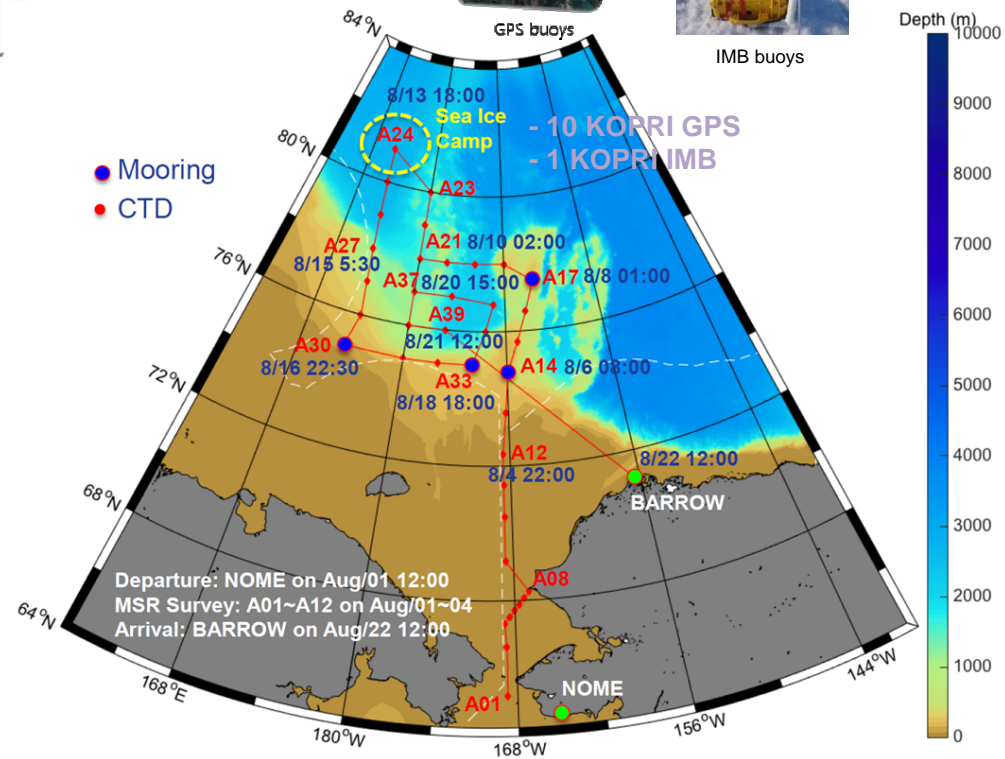 GPS buoys
IMB buoys
Depth (m)
84°N
80°N
76°N
72°N
68°N
64°N
8/13 18:00
Sea Ice
Camp
A24
- 10 KOPRI GPS
- 1 KOPRI IMB
Mooring
CTD
A23
A27
8/15 5:30
A21
8/10 02:00
A37
8/20 15:00
A17
8/8 01:00
A39
8/21 12:00
A30
8/16 22:30
A33
8/18 18:00
A14
8/6 08:00
A12
8/4 22:00
8/22 12:00
BARROW
A08
Departure: NOME on Aug/01 12:00
MSR Survey: A01~A12 on Aug/01~04
Arrival: BARROW on Aug/22 12:00
A01
NOME
168°E
180°W
168°W
156°W
144°W
10000
9000
8000
7000
6000
5000
4000
3000
2000
1000
0